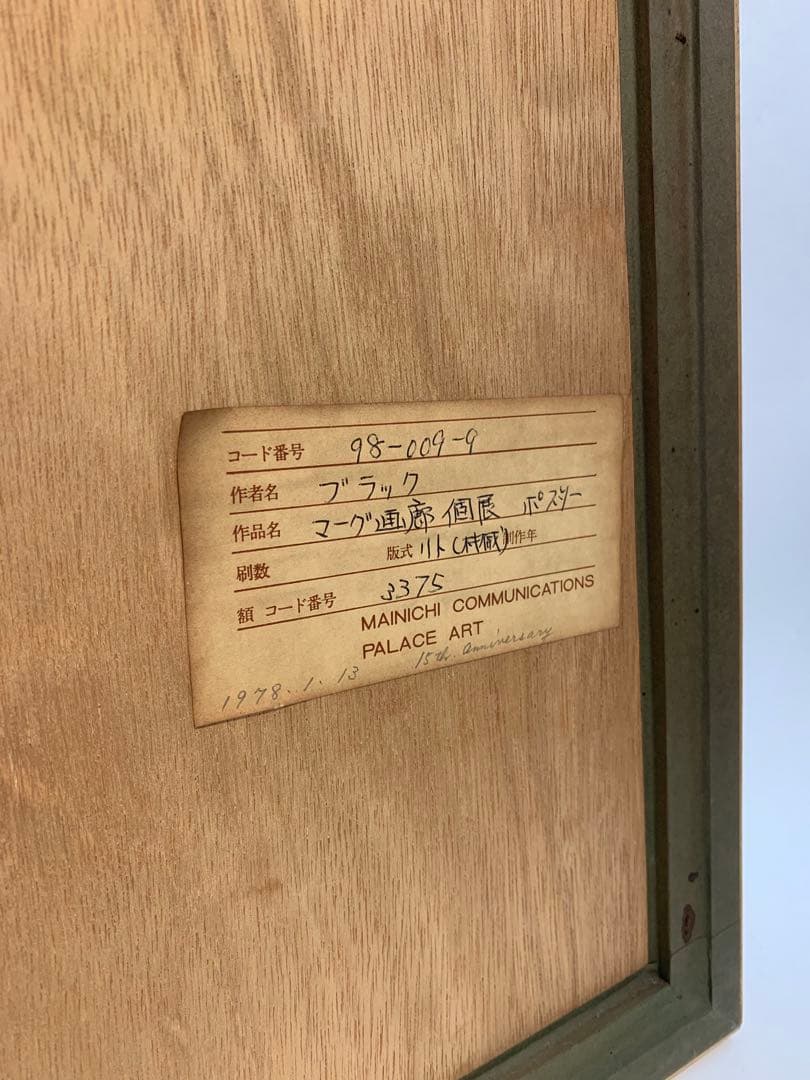 コード番号 98-009-9
作者名 ブラック
作品名 マーグ画廊 個展 ポスター
刷数 版式 リト( 制作年
額 コード番号 3375
MAINICHI COMMUNICATIONS
PALACE ART
1978.1.13 15th. anniversary